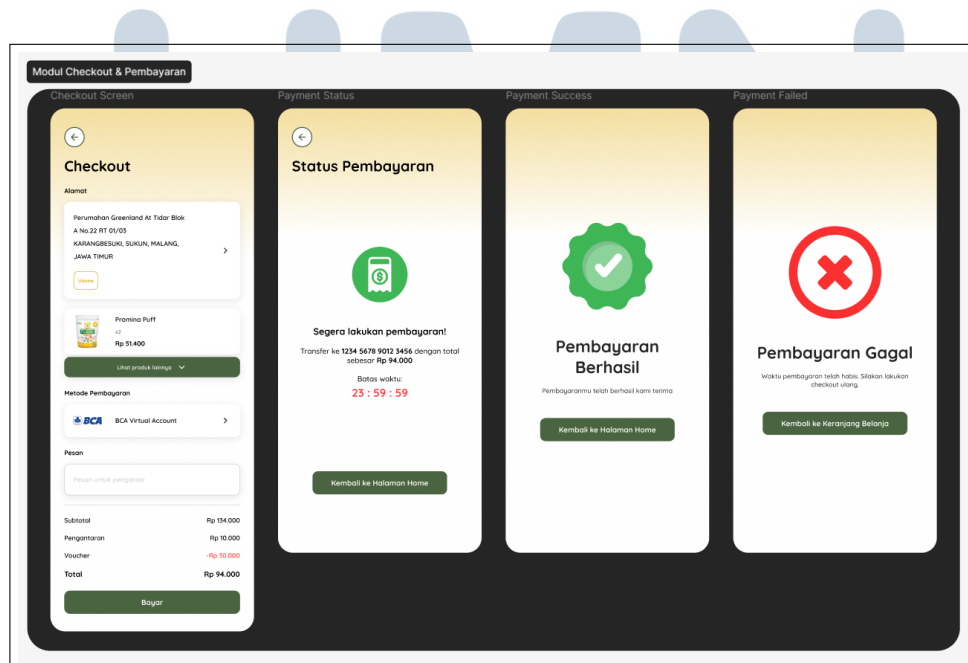 Modul Checkout & Pembayaran
Checkout Screen
Checkout
Alamat
Perumahan Greenland At Tidar Blok
A No.22 RT 01/03
KARANGBESUKI, SUKUN, MALANG,
JAWA TIMUR
Utama
Promina Puff
x2
Rp 51.400
Lihat produk lainnya
Metode Pembayaran
BCA
BCA Virtual Account
Pesan
Pesan untuk pengantar
Subtotal Rp 134.000
Pengantaran Rp 10.000
Voucher -Rp 30.000
Total Rp 94.000
Bayar
Payment Status
Status Pembayaran
Segera lakukan pembayaran!
Transfer ke 1234 5678 9012 3456 dengan total
sebesar Rp 94.000
Batas waktu:
23 : 59 : 59
Kembali ke Halaman Home
Payment Success
Pembayaran
Berhasil
Pembayaranmu telah berhasil kami terima
Kembali ke Halaman Home
Payment Failed
Pembayaran Gagal
Waktu pembayaran telah habis. Silakan lakukan
checkout ulang.
Kembali ke Keranjang Belanja